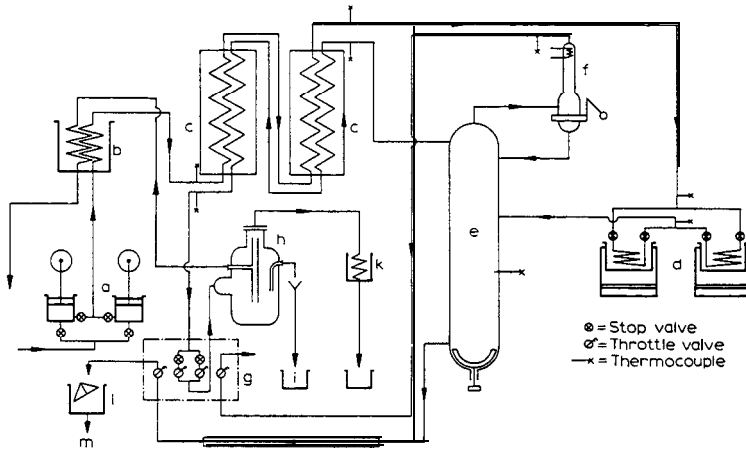 f
c
c
b
e
h
d
a
k
= Stop valve
= Throttle valve
= Thermocouple
g
i
l
m